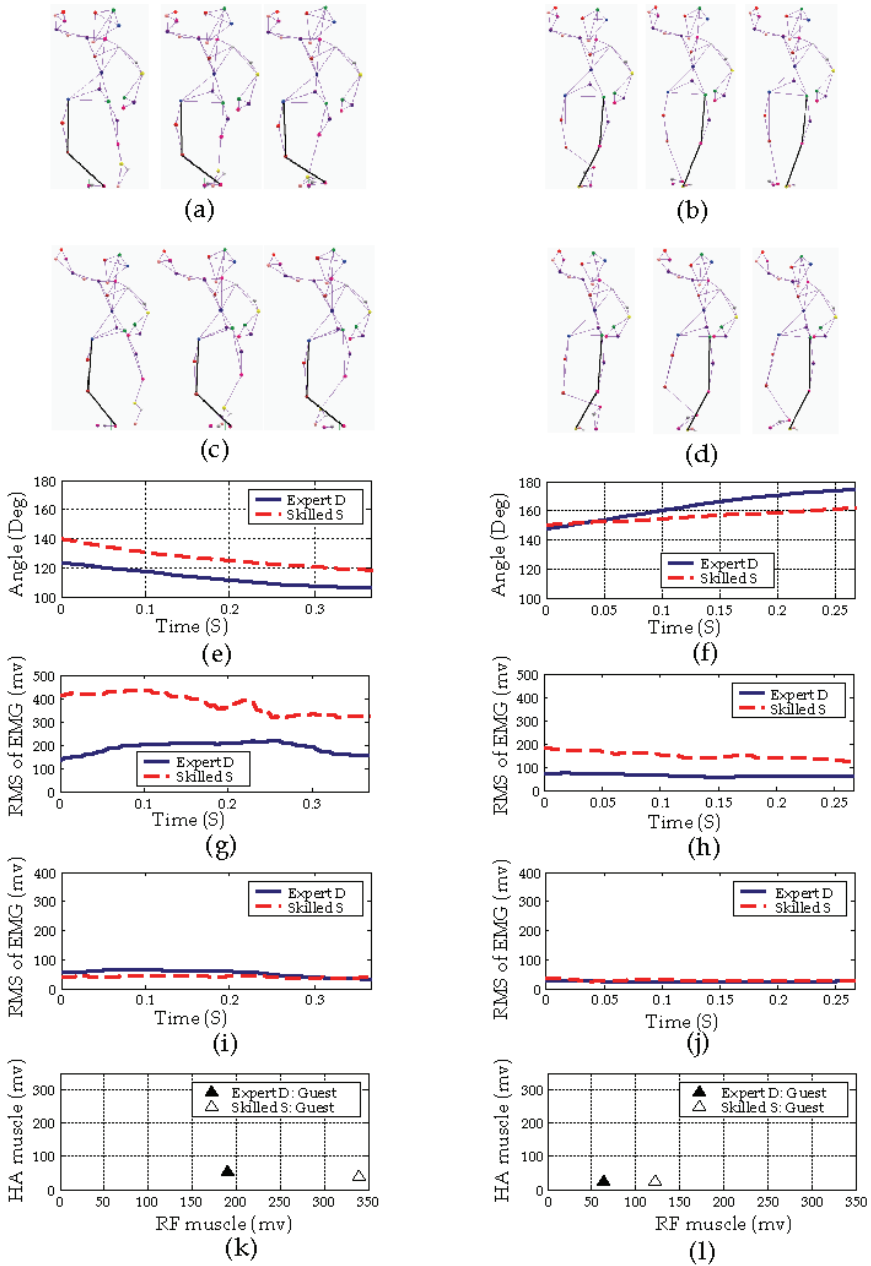 (a)
(b)
(c)
(d)
180
160
140
120
100
Angle (Deg)
Expert D
Skilled S
0
0.1
0.2
0.3
Time (S)
(e)
180
160
140
120
100
Angle (Deg)
Expert D
Skilled S
0
0.05
0.1
0.15
0.2
0.25
Time (S)
(f)
500
400
300
200
100
0
RMS of EMG (mv)
Expert D
Skilled S
0
0.1
0.2
0.3
Time (S)
(g)
500
400
300
200
100
0
RMS of EMG (mv)
Expert D
Skilled S
0
0.05
0.1
0.15
0.2
0.25
Time (S)
(h)
400
300
200
100
0
RMS of EMG (mv)
Expert D
Skilled S
0
0.1
0.2
0.3
Time (S)
(i)
400
300
200
100
0
RMS of EMG (mv)
Expert D
Skilled S
0
0.05
0.1
0.15
0.2
0.25
Time (S)
(j)
300
200
100
0
HA muscle (mv)
Expert D: Guest
Skilled S: Guest
0
50
100
150
200
250
300
350
RF muscle (mv)
(k)
300
200
100
0
HA muscle (mv)
Expert D: Guest
Skilled S: Guest
0
50
100
150
200
250
300
350
RF muscle (mv)
(l)